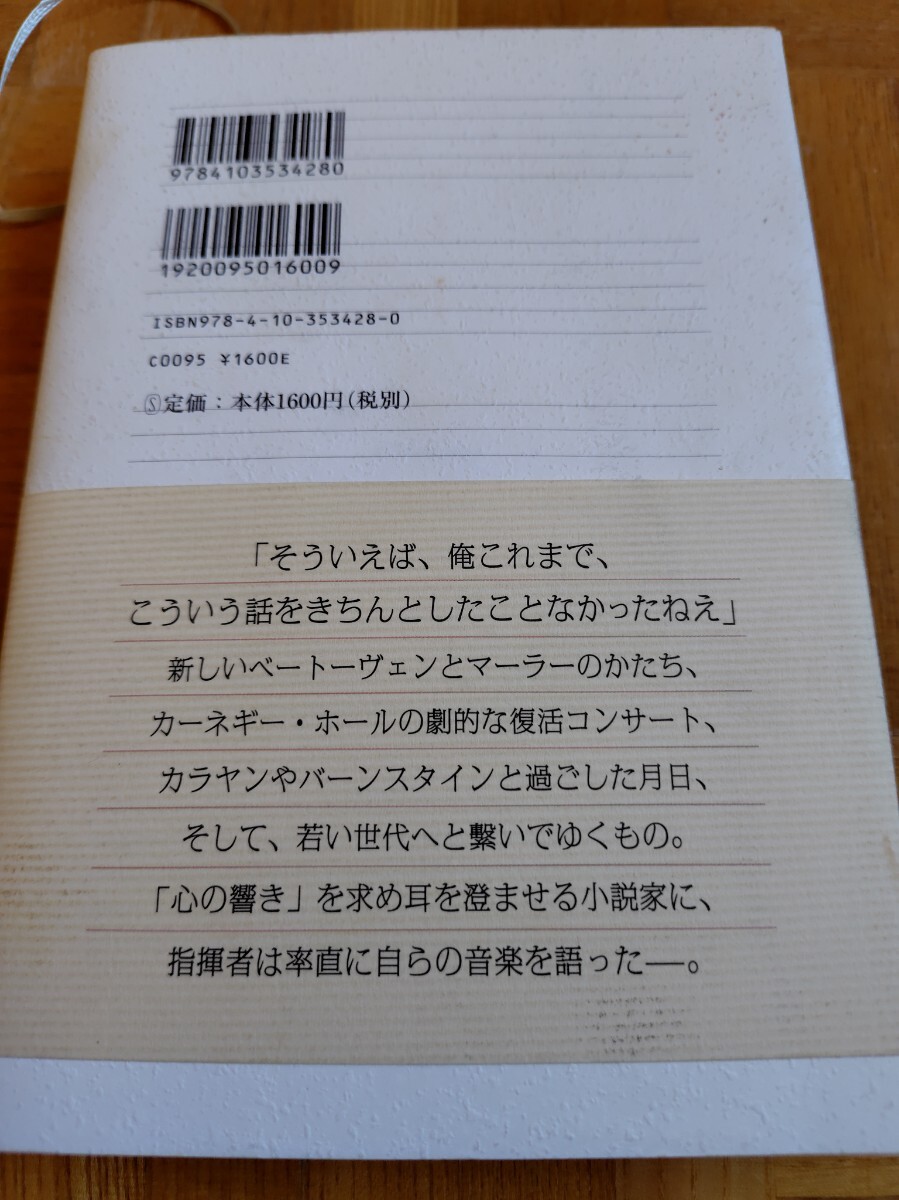 9784103534280
1920095016009
ISBN978-4-10-353428-0
C0095 ¥1600E
Ⓢ定価：本体1600円(税別)
「そういえば、俺これまで、
こういう話をきちんとしたことなかったねえ」
新しいベートーヴェンとマーラーのかたち、
カーネギー・ホールの劇的な復活コンサート、
カラヤンやバーンスタインと過ごした月日、
そして、若い世代へと繫いでゆくもの。
「心の響き」を求め耳を澄ませる小説家に、
指揮者は率直に自らの音楽を語った――。